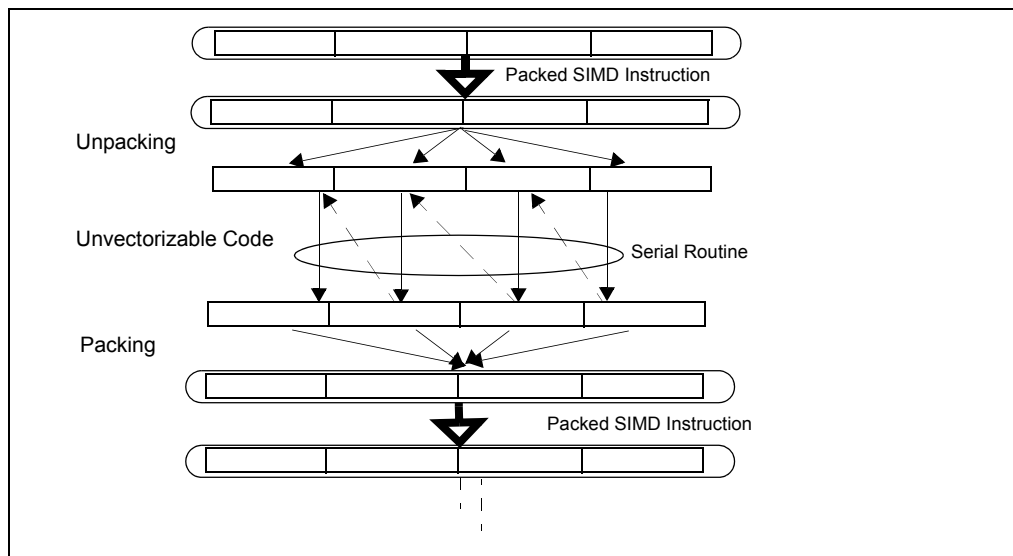 Packed SIMD Instruction
Unpacking
Unvectorizable Code
Serial Routine
Packing
Packed SIMD Instruction